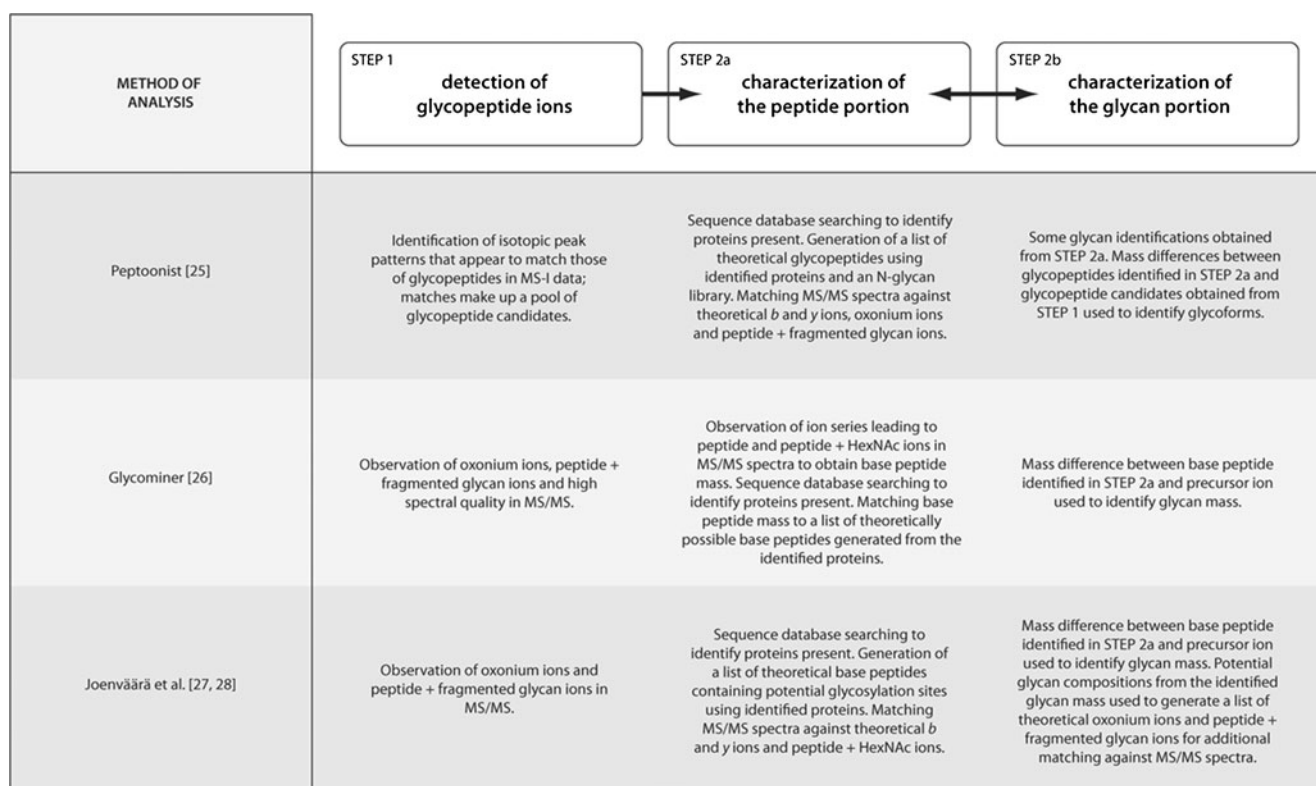 METHOD OF
ANALYSIS
STEP 1
detection of
glycopeptide ions
STEP 2a
characterization of
the peptide portion
STEP 2b
characterization of
the glycan portion
Peptoonist [25]
Identification of isotopic peak
patterns that appear to match those
of glycopeptides in MS-I data;
matches make up a pool of
glycopeptide candidates.
Sequence database searching to identify
proteins present. Generation of a list of
theoretical glycopeptides using
identified proteins and an N-glycan
library. Matching MS/MS spectra against
theoretical b and y ions, oxonium ions
and peptide + fragmented glycan ions.
Some glycan identifications obtained
from STEP 2a. Mass differences between
glycopeptides identified in STEP 2a and
glycopeptide candidates obtained from
STEP 1 used to identify glycoforms.
Glycominer [26]
Observation of oxonium ions, peptide +
fragmented glycan ions and high
spectral quality in MS/MS.
Observation of ion series leading to
peptide and peptide + HexNAc ions in
MS/MS spectra to obtain base peptide
mass. Sequence database searching to
identify proteins present. Matching base
peptide mass to a list of theoretically
possible base peptides generated from the
identified proteins.
Mass difference between base peptide
identified in STEP 2a and precursor ion
used to identify glycan mass.
Joenväärä et al. [27, 28]
Observation of oxonium ions and
peptide + fragmented glycan ions in
MS/MS.
Sequence database searching to
identify proteins present. Generation of
a list of theoretical base peptides
containing potential glycosylation sites
using identified proteins. Matching
MS/MS spectra against theoretical b
and y ions and peptide + HexNAc ions.
Mass difference between base peptide
identified in STEP 2a and precursor ion
used to identify glycan mass. Potential
glycan compositions from the identified
glycan mass used to generate a list of
theoretical oxonium ions and peptide +
fragmented glycan ions for additional
matching against MS/MS spectra.